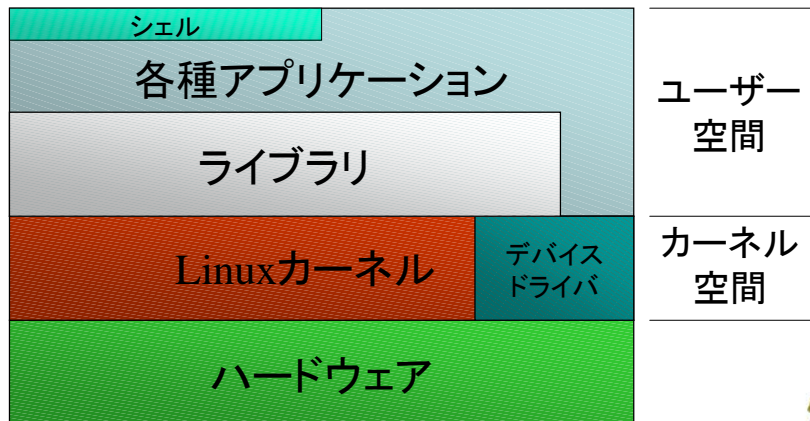 シェル
各種アプリケーション
ライブラリ
Linuxカーネル
デバイス
ドライバ
ハードウェア
ユーザー
空間
カーネル
空間